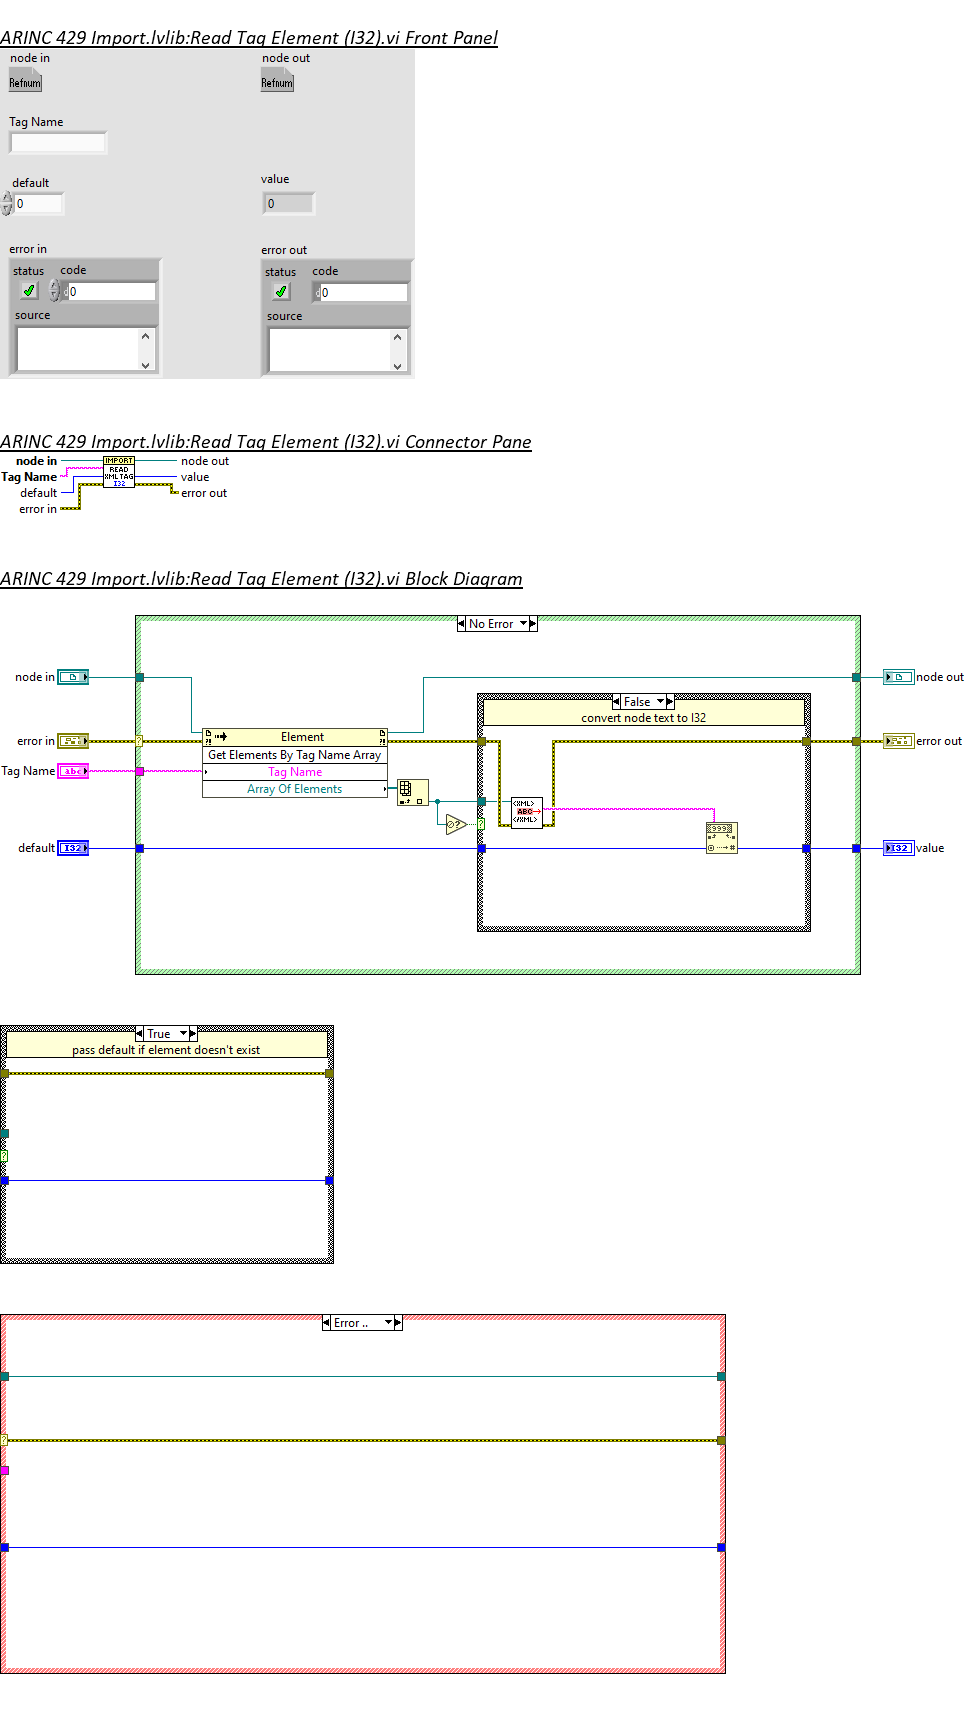 ARINC 429 Import.lvlib:Read Tag Element (I32).vi Front Panel
node in
node out
Refnum
Refnum
Tag Name
default
value
0
0
error in
error out
status code
status code
d 0
d 0
source
source
ARINC 429 Import.lvlib:Read Tag Element (I32).vi Connector Pane
node in
Tag Name
default
error in
IMPORT
READ
XML TAG
I32
node out
value
error out
ARINC 429 Import.lvlib:Read Tag Element (I32).vi Block Diagram
No Error
node in
node out
False
convert node text to I32
error in
Element
error out
Get Elements By Tag Name Array
Tag Name
abc
Tag Name
Array Of Elements
<XML>
ABC
</XML>
?
?
999
#
default
I32
I32
value
True
pass default if element doesn't exist
?
Error ..
?